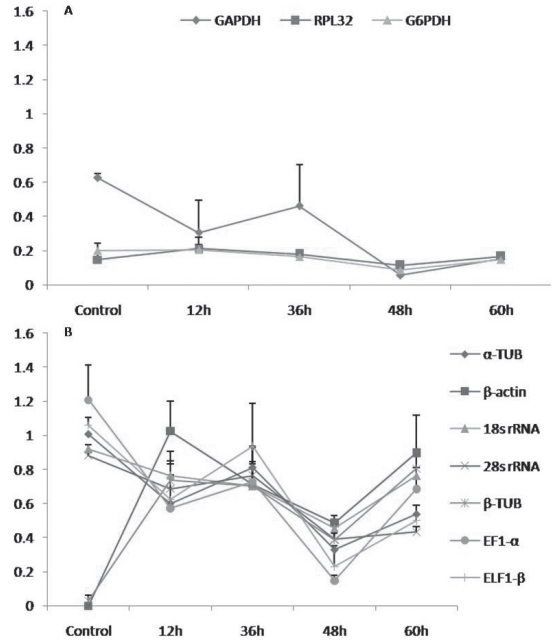 A
GAPDH RPL32 G6PDH
1.6
1.4
1.2
1
0.8
0.6
0.4
0.2
0
Control 12h 36h 48h 60h
B
1.6
1.4
1.2
1
0.8
0.6
0.4
0.2
0
Control 12h 36h 48h 60h
α-TUB
β-actin
18srRNA
28srRNA
β-TUB
EF1-α
ELF1-β